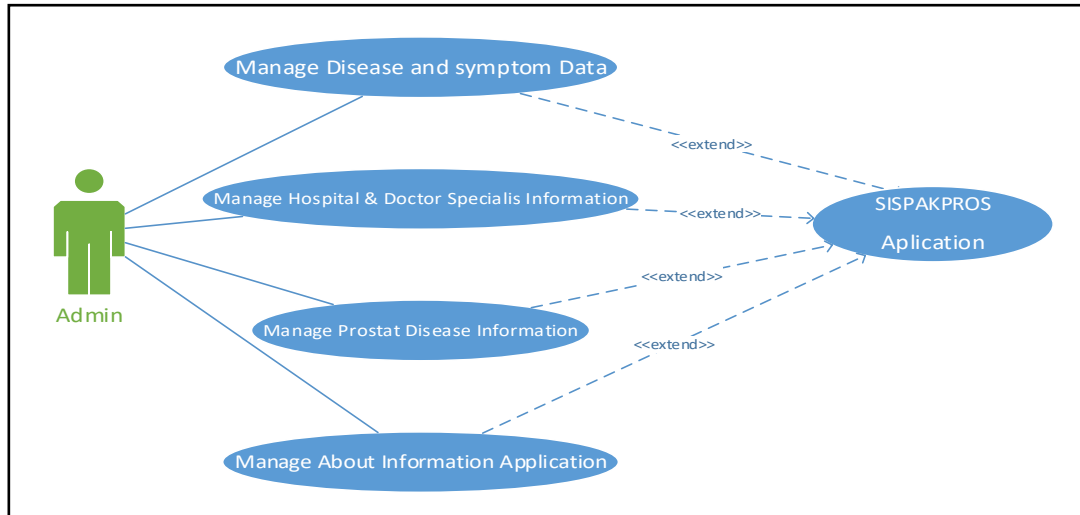 Manage Disease and symptom Data
<<extend>>
Manage Hospital & Doctor Specialis Information
<<extend>>
SISPAKPROS
Aplication
<<extend>>
Admin
Manage Prostat Disease Information
<<extend>>
Manage About Information Application